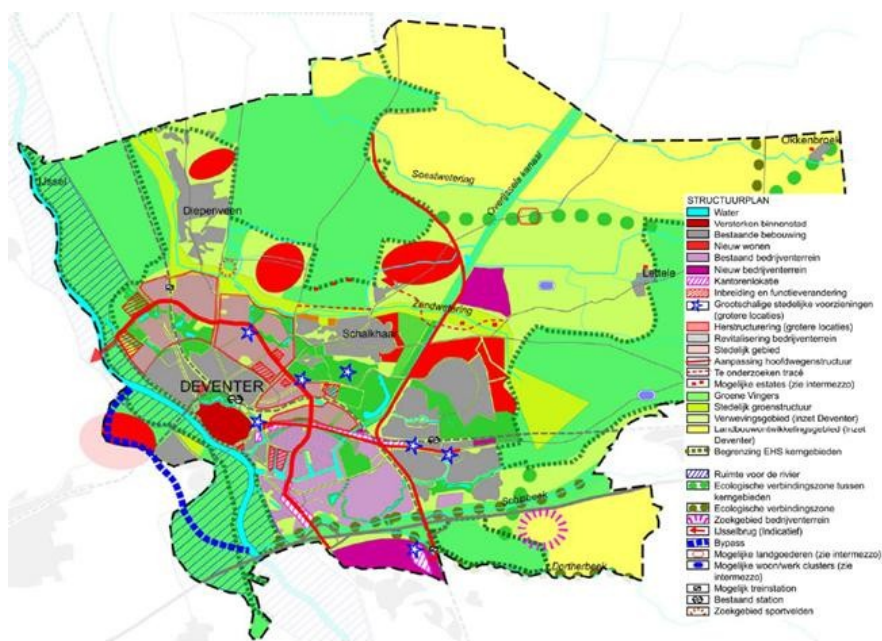 Okkenbroek
IJssel
Soestwetering
Overijssels kanaal
Diepenveen
Lettele
Zandwetering
Schalkhaar
DEVENTER
Schipbeek
Dortherbeek
STRUCTUURPLAN
Water
Versterken binnenstad
Bestaande bebouwing
Nieuw wonen
Bestaand bedrijventerrein
Nieuw bedrijventerrein
Kantorenlokatie
Inbreiding en functieverandering
Grootschalige stedelijke voorzieningen
(grotere locaties)
Herstructurering (grotere locaties)
Revitalisering bedrijventerrein
Stedelijk gebied
Aanpassing hoofdwegenstructuur
Te onderzoeken tracé
Mogelijke estates (zie intermezzo)
Groene Vingers
Stedelijk groenstructuur
Verwevingsgebied (inzet Deventer)
Landbouwontwikkelingsgebied (inzet
Deventer)
Begrenzing EHS kerngebieden
Ruimte voor de rivier
Ecologische verbindingszone tussen
kerngebieden
Ecologische verbindingszone
Zoekgebied bedrijventerrein
IJsselbrug (Indicatief)
Bypass
Mogelijke landgoederen (zie intermezzo)
Mogelijke woon/werk clusters (zie
intermezzo)
Mogelijk treinstation
Bestaand station
Zoekgebied sportvelden